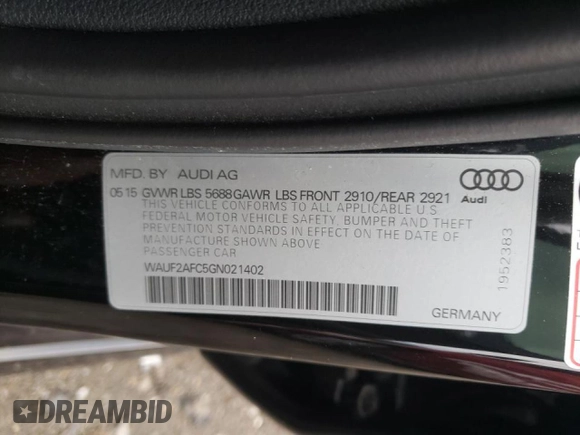 MFD. BY AUDI AG
05 15 GVWR LBS 5688 GAWR LBS FRONT 2910/REAR 2921
THIS VEHICLE CONFORMS TO ALL APPLICABLE U.S.
FEDERAL MOTOR VEHICLE SAFETY, BUMPER AND THEFT
PREVENTION STANDARDS IN EFFECT ON THE DATE OF
MANUFACTURE SHOWN ABOVE
PASSENGER CAR
WAUF2AFC5GN021402
Audi
1952383
GERMANY
DREAMBID